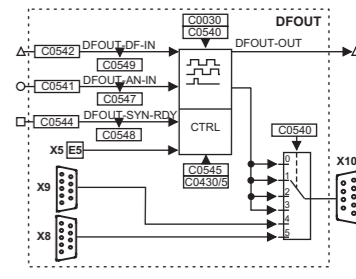 C0030
C0540
DFOUT
C0542
DFOUT-DF-IN
DFOUT-OUT
C0549
C0541
DFOUT-AN-IN
C0547
C0544
DFOUT-SYN-RDY
CTRL
C0540
C0548
X5 E5
C0545
C0430/5
X10
X9
X8
0
1
2
3
4
5